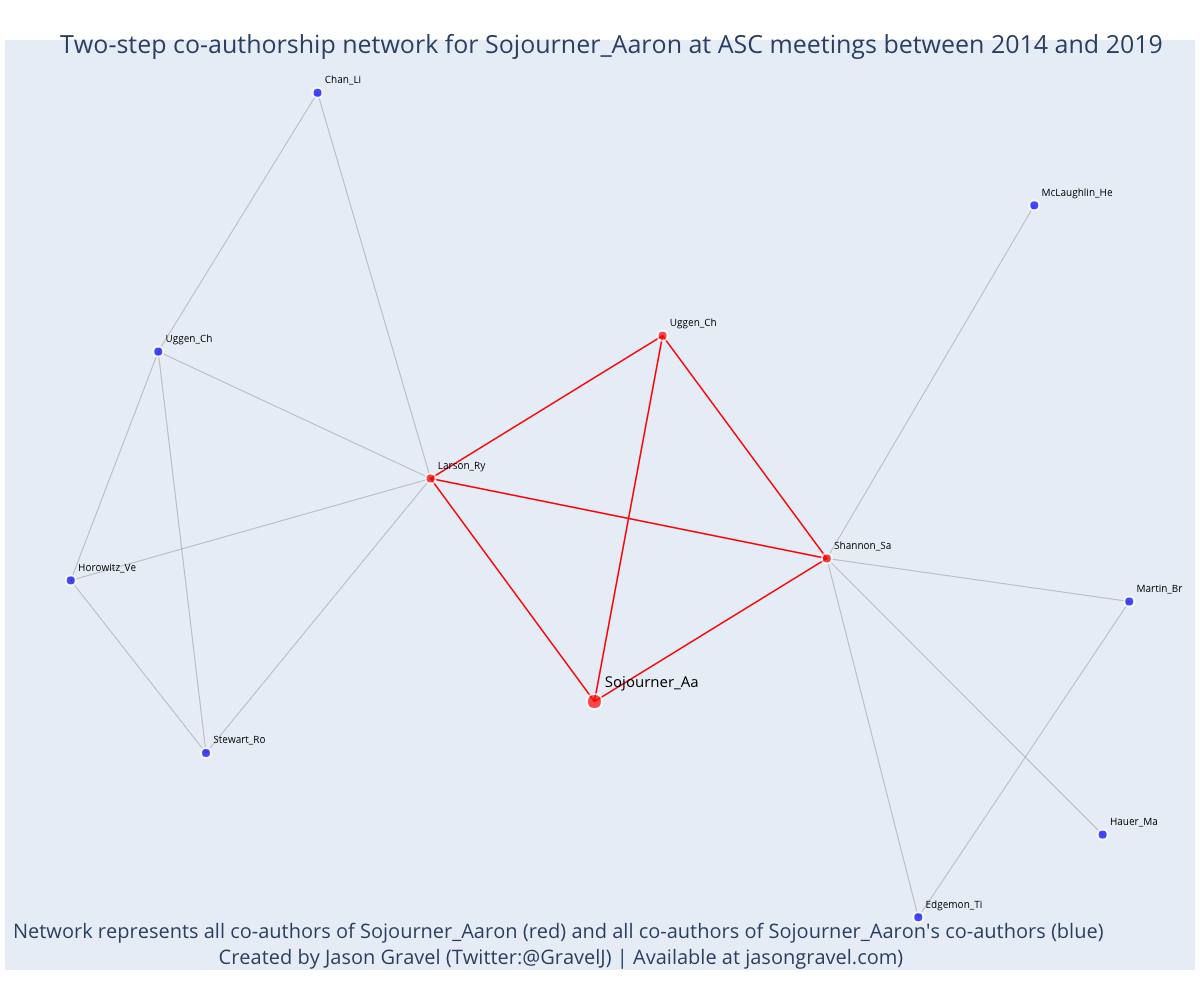 Two-step co-authorship network for Sojourner_Aaron at ASC meetings between 2014 and 2019
Chan_Li
McLaughlin_He
Uggen_Ch
Uggen_Ch
Larson_Ry
Shannon_Sa
Horowitz_Ve
Martin_Br
Sojourner_Aa
Stewart_Ro
Hauer_Ma
Edgemon_Ti
Network represents all co-authors of Sojourner_Aaron (red) and all co-authors of Sojourner_Aaron's co-authors (blue)
Created by Jason Gravel (Twitter:@GravelJ) | Available at jasongravel.com)